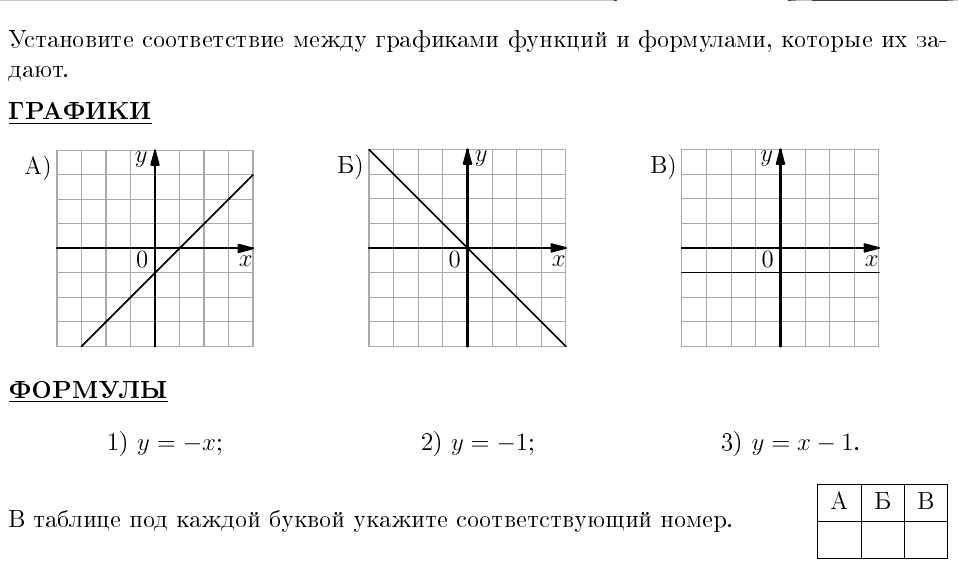 Установите соответствие между графиками функций и формулами, которые их за-
дают.
ГРАФИКИ
А) y 0 x Б) y 0 x В) y 0 x
ФОРМУЛЫ
1) y = −x; 2) y = −1; 3) y = x − 1.
В таблице под каждой буквой укажите соответствующий номер.
А Б В